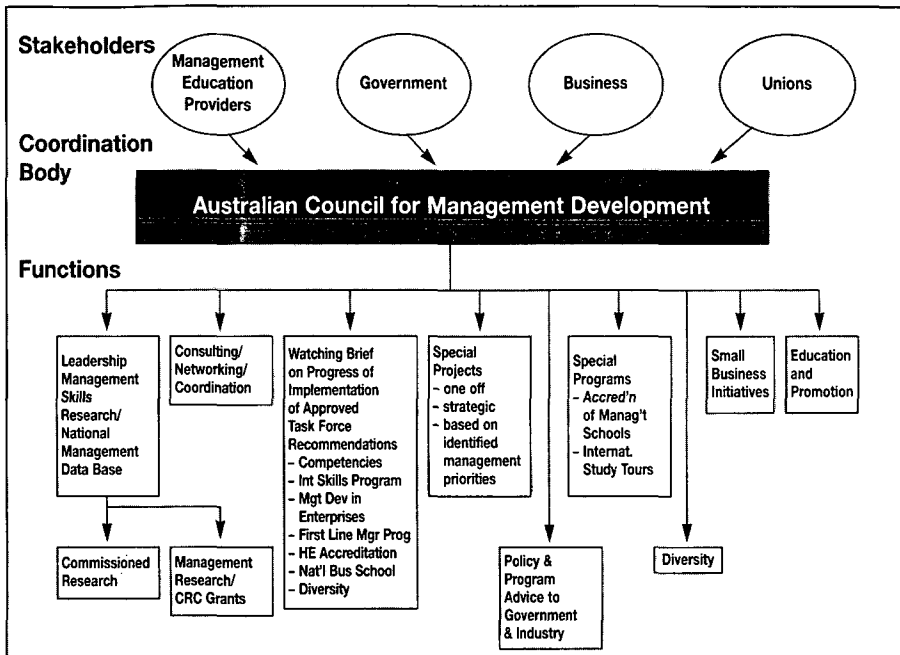 Stakeholders
Management
Education
Providers
Government
Business
Unions
Coordination
Body
Australian Council for Management Development
Functions
Leadership
Management
Skills
Research/
National
Management
Data Base
Consulting/
Networking/
Coordination
Watching Brief
on Progress of
Implementation
of Approved
Task Force
Recommendations
– Competencies
– Int Skills Program
– Mgt Dev in
Enterprises
– First Line Mgr Prog
– HE Accreditation
– Nat'l Bus School
– Diversity
Special
Projects
– one off
– strategic
– based on
identified
management
priorities
Special
Programs
– Accred'n
of Manag't
Schools
– Internat.
Study Tours
Small
Business
Initiatives
Education
and
Promotion
Commissioned
Research
Management
Research/
CRC Grants
Policy &
Program
Advice to
Government
& Industry
Diversity